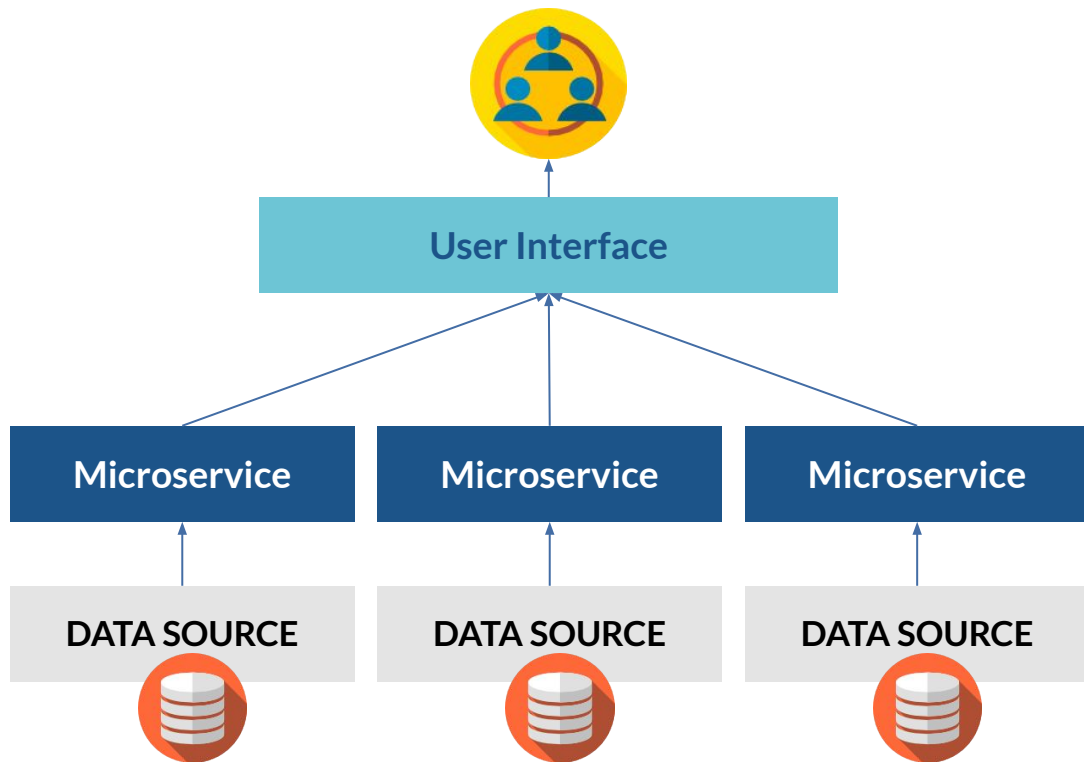 User Interface
Microservice
Microservice
Microservice
DATA SOURCE
DATA SOURCE
DATA SOURCE